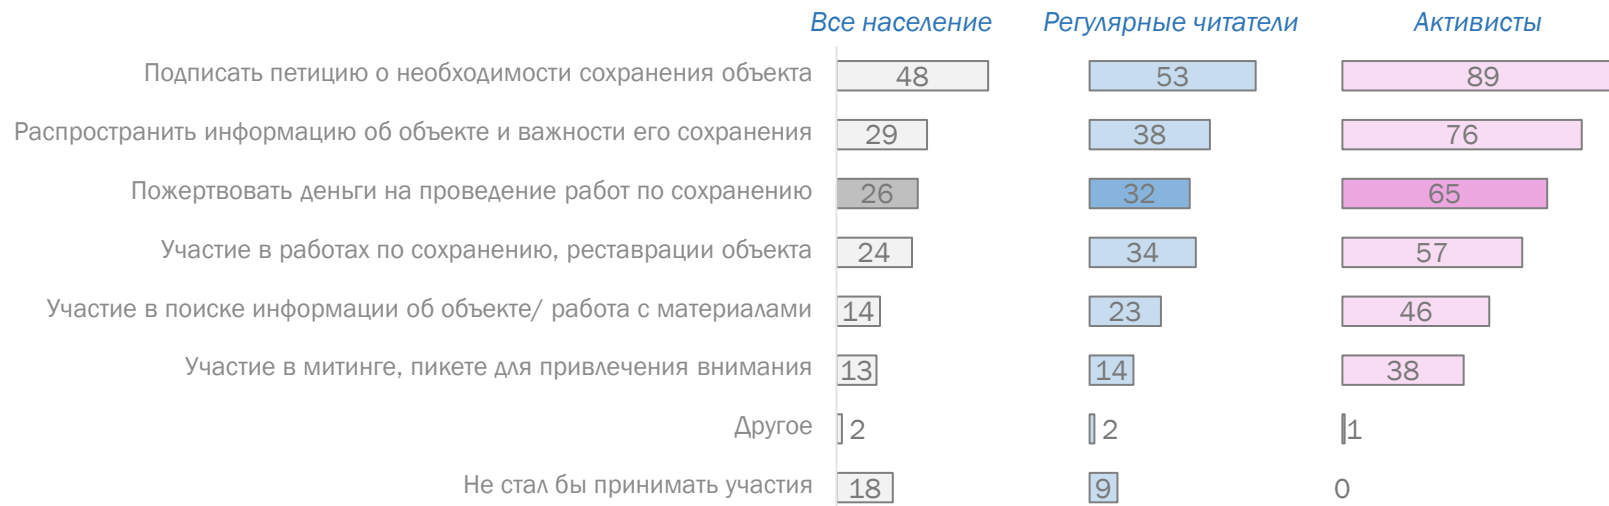 Все население Регулярные читатели Активисты
Подписать петицию о необходимости сохранения объекта 48 53 89
Распространить информацию об объекте и важности его сохранения 29 38 76
Пожертвовать деньги на проведение работ по сохранению 26 32 65
Участие в работах по сохранению, реставрации объекта 24 34 57
Участие в поиске информации об объекте/ работа с материалами 14 23 46
Участие в митинге, пикете для привлечения внимания 13 14 38
Другое 2 2 1
Не стал бы принимать участия 18 9 0